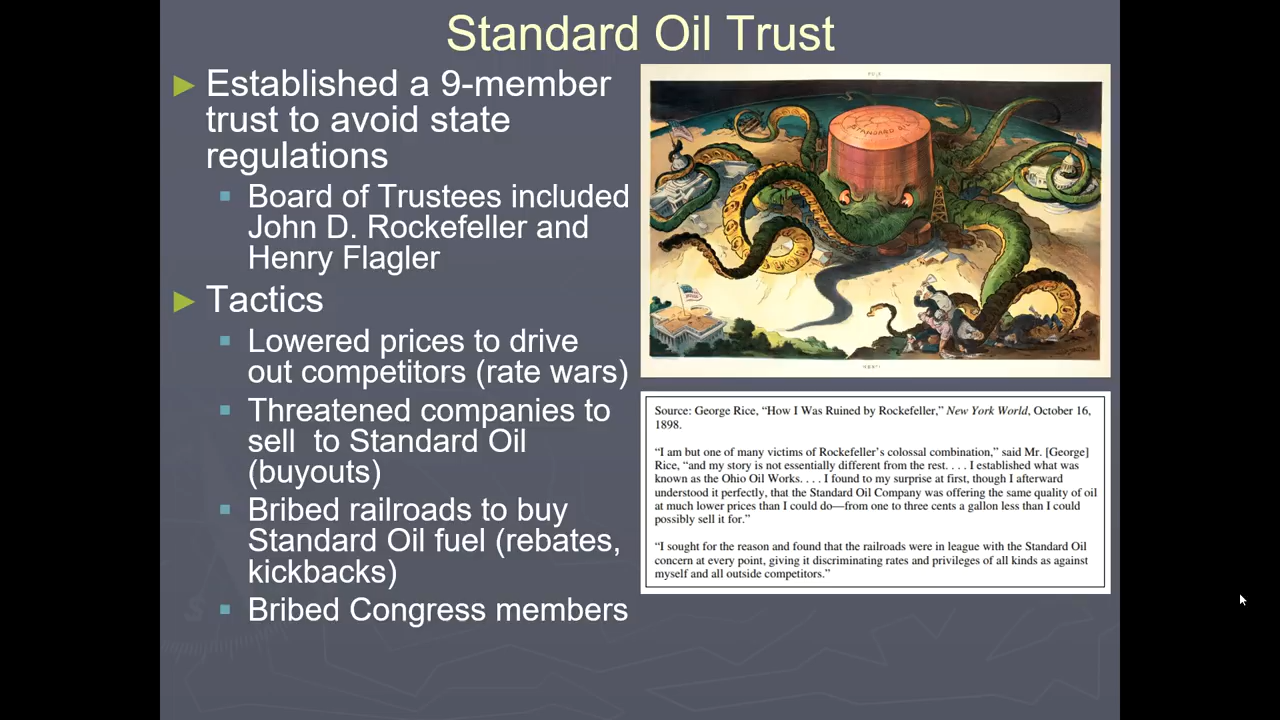 Standard Oil Trust
Established a 9-member
trust to avoid state
regulations
Board of Trustees included
John D. Rockefeller and
Henry Flagler
Tactics
Lowered prices to drive
out competitors (rate wars)
Threatened companies to
sell  to Standard Oil
(buyouts)
Bribed railroads to buy
Standard Oil fuel (rebates,
kickbacks)
Bribed Congress members
STANDARD OIL
Source: George Rice, “How I Was Ruined by Rockefeller,” New York World, October 16,
1898.
“I am but one of many victims of Rockefeller’s colossal combination,” said Mr. [George]
Rice, “and my story is not essentially different from the rest. . . . I established what was
known as the Ohio Oil Works. . . . I found to my surprise at first, though I afterward
understood it perfectly, that the Standard Oil Company was offering the same quality of oil
at much lower prices than I could do—from one to three cents a gallon less than I could
possibly sell it for.”
“I sought for the reason and found that the railroads were in league with the Standard Oil
concern at every point, giving it discriminating rates and privileges of all kinds as against
myself and all outside competitors.”